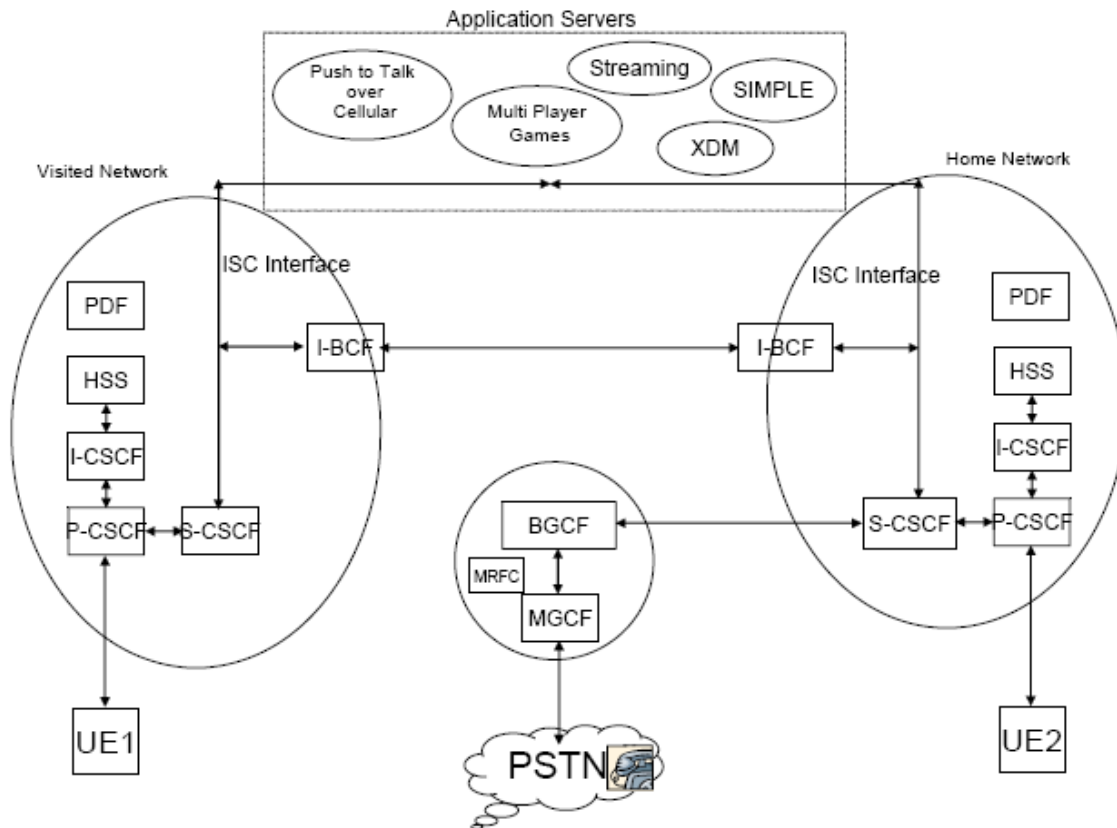 Application Servers
Push to Talk
over
Cellular
Multi Player
Games
Streaming
SIMPLE
XDM
Visited Network
Home Network
ISC Interface
ISC Interface
PDF
PDF
I-BCF
I-BCF
HSS
HSS
I-CSCF
I-CSCF
P-CSCF
S-CSCF
BGCF
S-CSCF
P-CSCF
MRFC
MGCF
UE1
PSTN
UE2